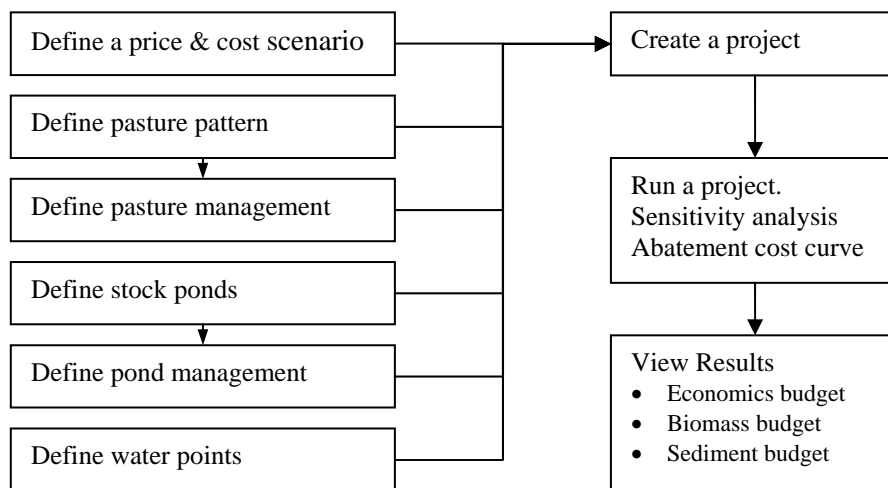 Define a price & cost scenario
Define pasture pattern
Define pasture management
Define stock ponds
Define pond management
Define water points
Create a project
Run a project.
Sensitivity analysis
Abatement cost curve
View Results
• Economics budget
• Biomass budget
• Sediment budget